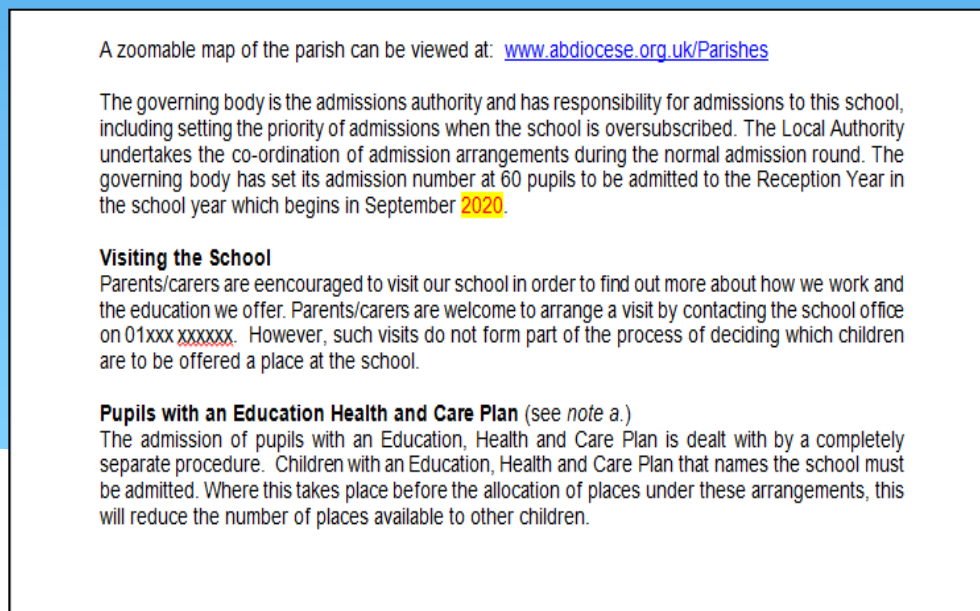 A zoomable map of the parish can be viewed at: www.abdiocese.org.uk/Parishes
The governing body is the admissions authority and has responsibility for admissions to this school,
including setting the priority of admissions when the school is oversubscribed. The Local Authority
undertakes the co-ordination of admission arrangements during the normal admission round. The
governing body has set its admission number at 60 pupils to be admitted to the Reception Year in
the school year which begins in September 2020.
Visiting the School
Parents/carers are eencouraged to visit our school in order to find out more about how we work and
the education we offer. Parents/carers are welcome to arrange a visit by contacting the school office
on 01xxx xxxxxx. However, such visits do not form part of the process of deciding which children
are to be offered a place at the school.
Pupils with an Education Health and Care Plan (see note a.)
The admission of pupils with an Education, Health and Care Plan is dealt with by a completely
separate procedure. Children with an Education, Health and Care Plan that names the school must
be admitted. Where this takes place before the allocation of places under these arrangements, this
will reduce the number of places available to other children.